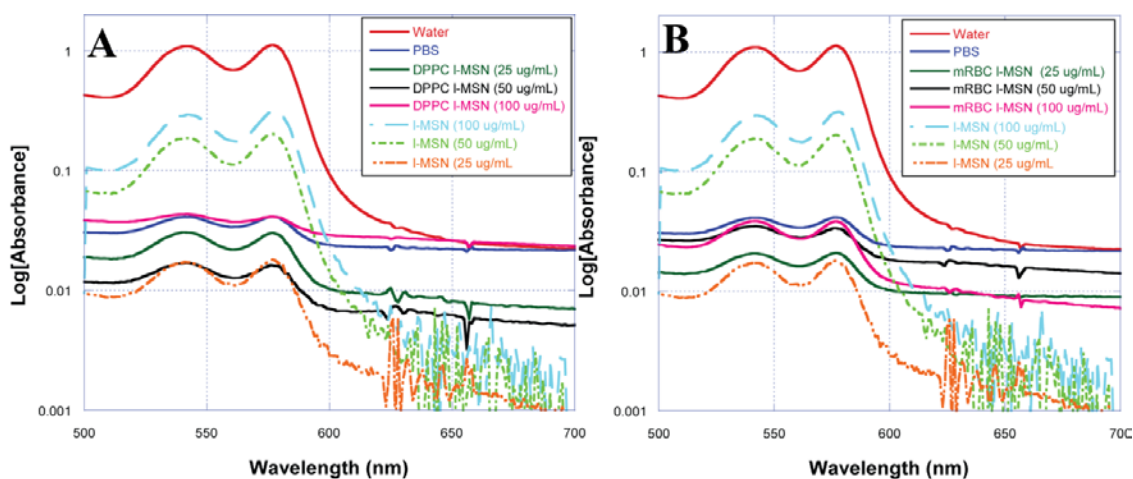 A
Water
PBS
DPPC I-MSN (25 ug/mL)
DPPC I-MSN (50 ug/mL)
DPPC I-MSN (100 ug/mL)
I-MSN (100 ug/mL)
I-MSN (50 ug/mL)
I-MSN (25 ug/mL
1
0.1
0.01
0.001
Log[Absorbance]
500 550 600 650 700
Wavelength (nm)
B
Water
PBS
mRBC I-MSN (25 ug/mL)
mRBC I-MSN (50 ug/mL)
mRBC I-MSN (100 ug/mL)
I-MSN (100 ug/mL)
I-MSN (50 ug/mL)
I-MSN (25 ug/mL
1
0.1
0.01
0.001
Log[Absorbance]
500 550 600 650 700
Wavelength (nm)